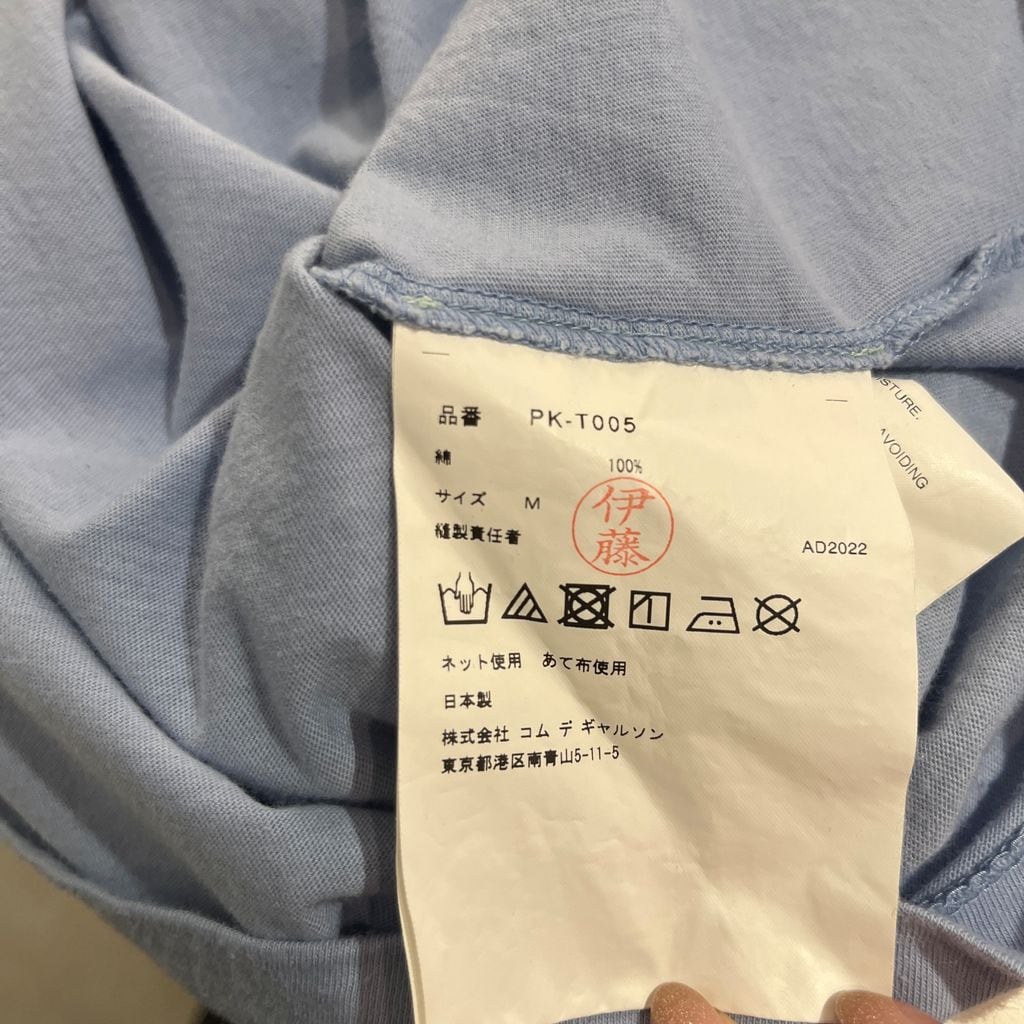 品番 PK-T005
綿 100%
サイズ M
縫製責任者 伊藤
AD2022
ネット使用 あて布使用
日本製
株式会社 コム デ ギャルソン
東京都港区南青山5-11-5
AVOIDING